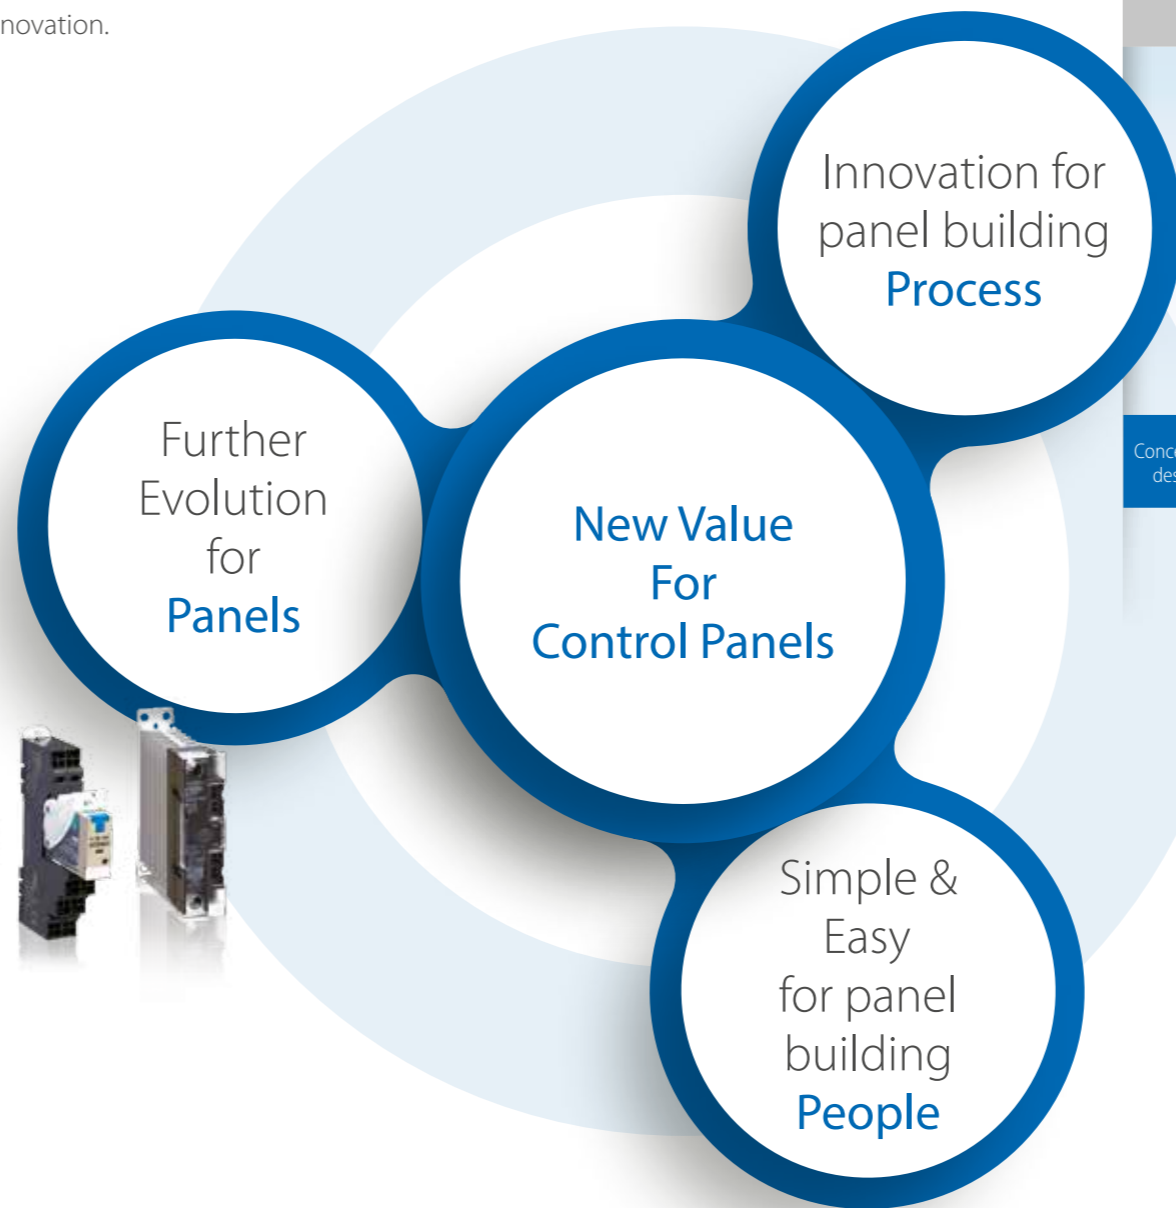 novation.
Innovation for
panel building
Process
Further
Evolution
for
Panels
New Value
For
Control Panels
Simple &
Easy
for panel
building
People